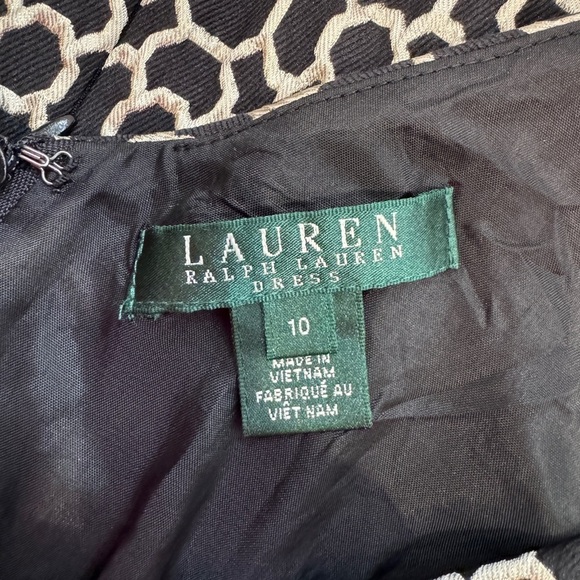 LAUREN
RALPH LAUREN
DRESS
10
MADE IN
VIETNAM
FABRIQUÉ AU
VIÊT NAM